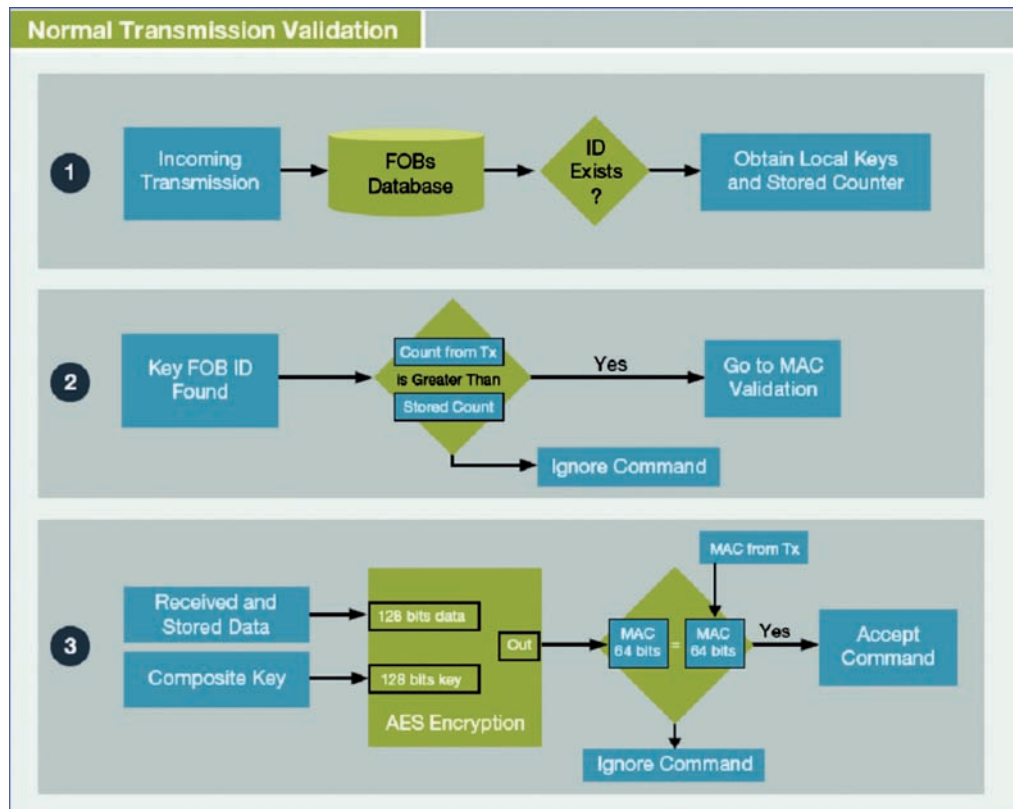 Normal Transmission Validation
1
Incoming
Transmission
FOBs
Database
ID
Exists
?
Obtain Local Keys
and Stored Counter
2
Key FOB ID
Found
Count from Tx
is Greater Than
Stored Count
Yes
Go to MAC
Validation
Ignore Command
3
Received and
Stored Data
Composite Key
128 bits data
128 bits key
Out
AES Encryption
MAC from Tx
MAC
64 bits
=
MAC
64 bits
Yes
Accept
Command
Ignore Command